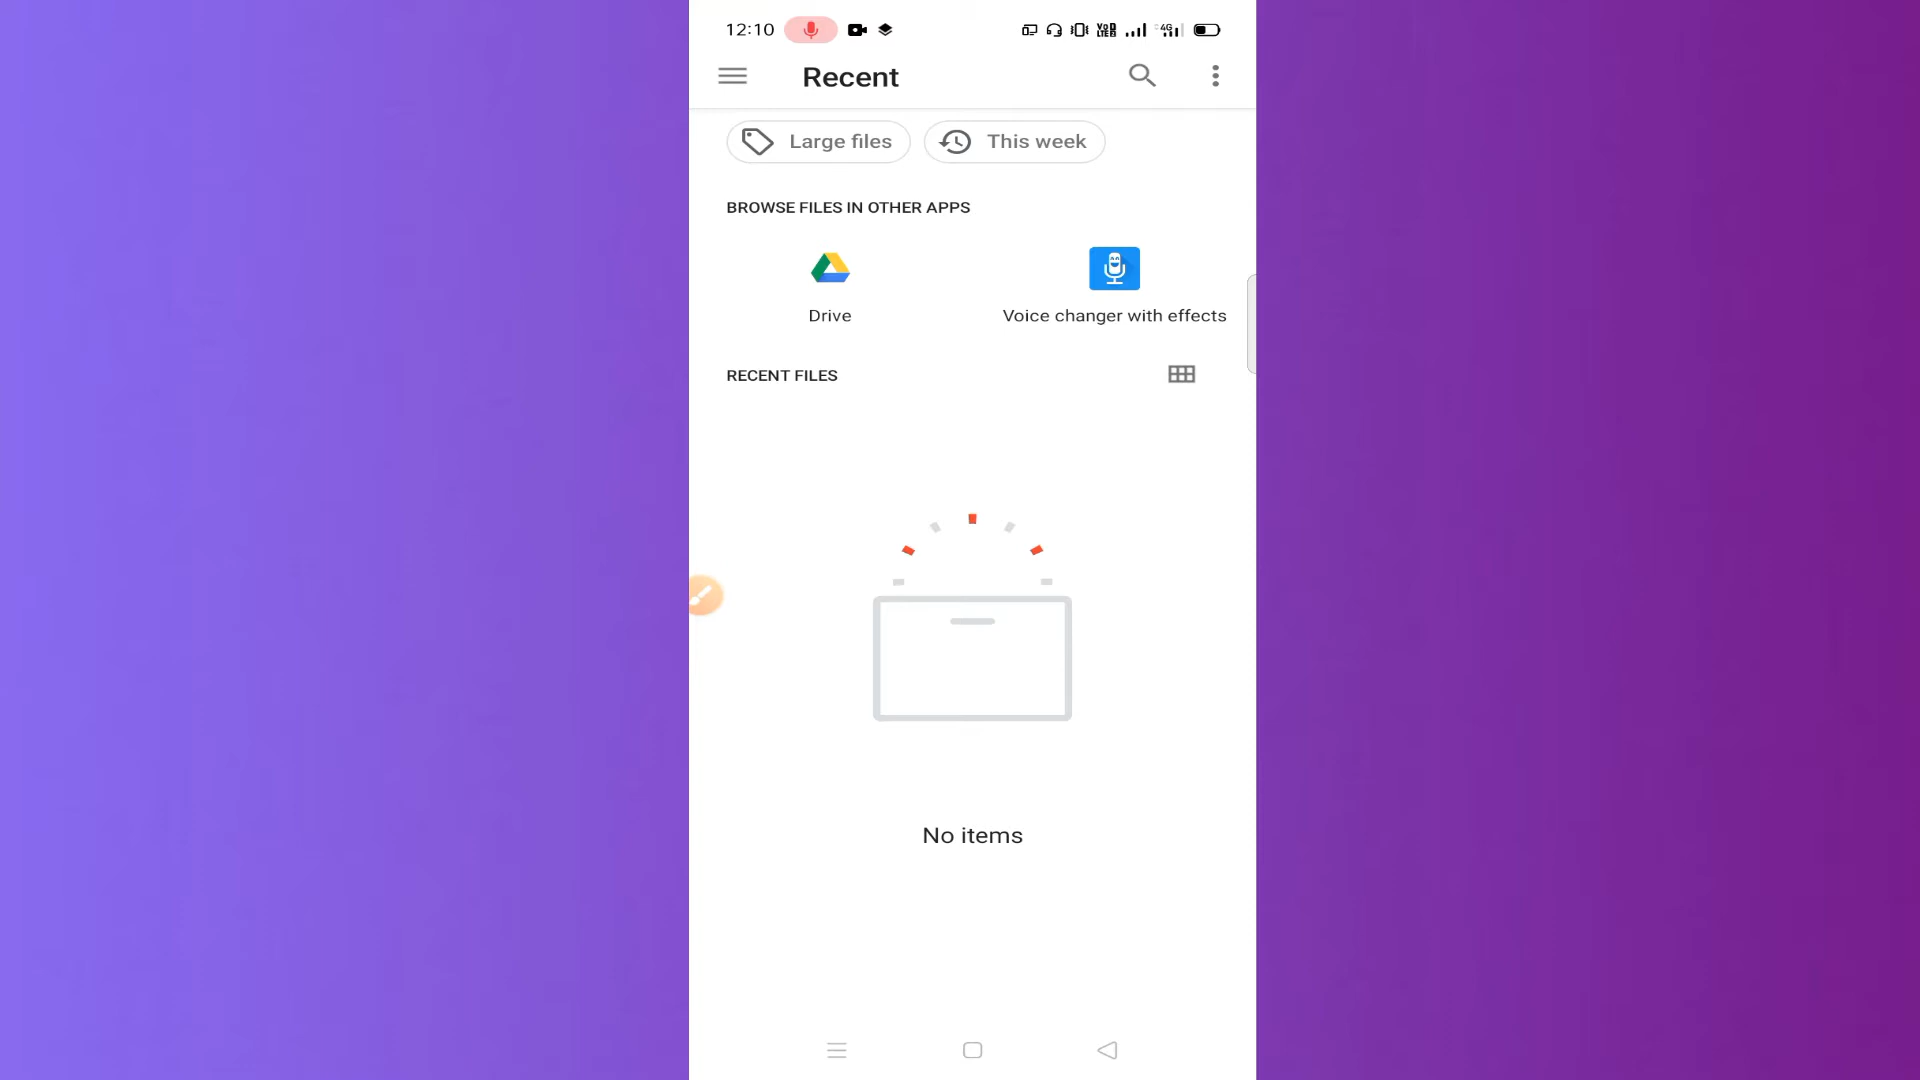 12:10
Recent
Large files
This week
BROWSE FILES IN OTHER APPS
Drive
Voice changer with effects
RECENT FILES
No items